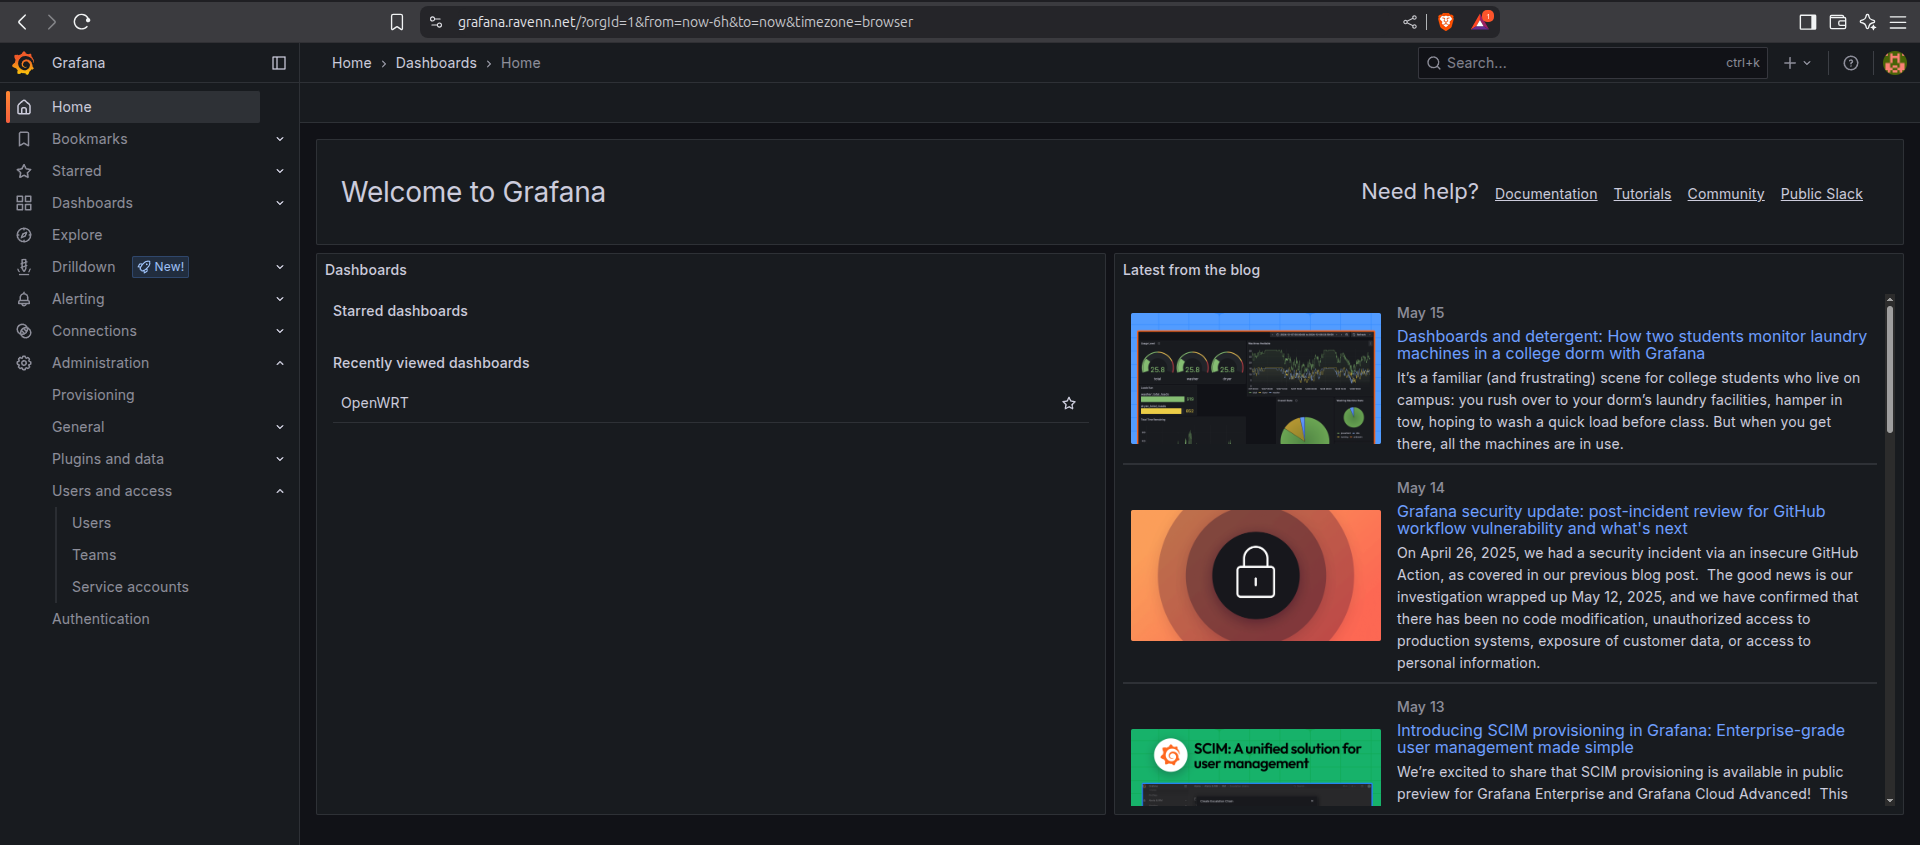 grafana.ravenn.net/?orgId=1&from=now-6h&to=now&timezone=browser
1
Grafana
Home › Dashboards › Home
Search...
ctrl+k
Home
Bookmarks
Starred
Dashboards
Explore
Drilldown
New!
Alerting
Connections
Administration
Provisioning
General
Plugins and data
Users and access
Users
Teams
Service accounts
Authentication
Welcome to Grafana
Need help?
Documentation
Tutorials
Community
Public Slack
Dashboards
Starred dashboards
Recently viewed dashboards
OpenWRT
Latest from the blog
May 15
Dashboards and detergent: How two students monitor laundry
machines in a college dorm with Grafana
It’s a familiar (and frustrating) scene for college students who live on
campus: you rush over to your dorm’s laundry facilities, hamper in
tow, hoping to wash a quick load before class. But when you get
there, all the machines are in use.
25.8
25.8
25.8
May 14
Grafana security update: post-incident review for GitHub
workflow vulnerability and what's next
On April 26, 2025, we had a security incident via an insecure GitHub
Action, as covered in our previous blog post.  The good news is our
investigation wrapped up May 12, 2025, and we have confirmed that
there has been no code modification, unauthorized access to
production systems, exposure of customer data, or access to
personal information.
May 13
Introducing SCIM provisioning in Grafana: Enterprise-grade
user management made simple
We’re excited to share that SCIM provisioning is available in public
preview for Grafana Enterprise and Grafana Cloud Advanced!  This
SCIM: A unified solution for
user management